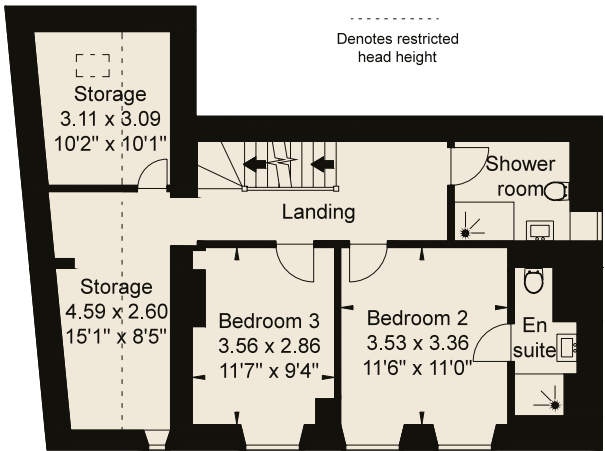 Denotes restricted
head height
Storage
3.11 x 3.09
10'2" x 10'1"
Shower
room
Landing
Storage
4.59 x 2.60
15'1" x 8'5"
Bedroom 3
3.56 x 2.86
11'7" x 9'4"
Bedroom 2
3.53 x 3.36
11'6" x 11'0"
En
suite